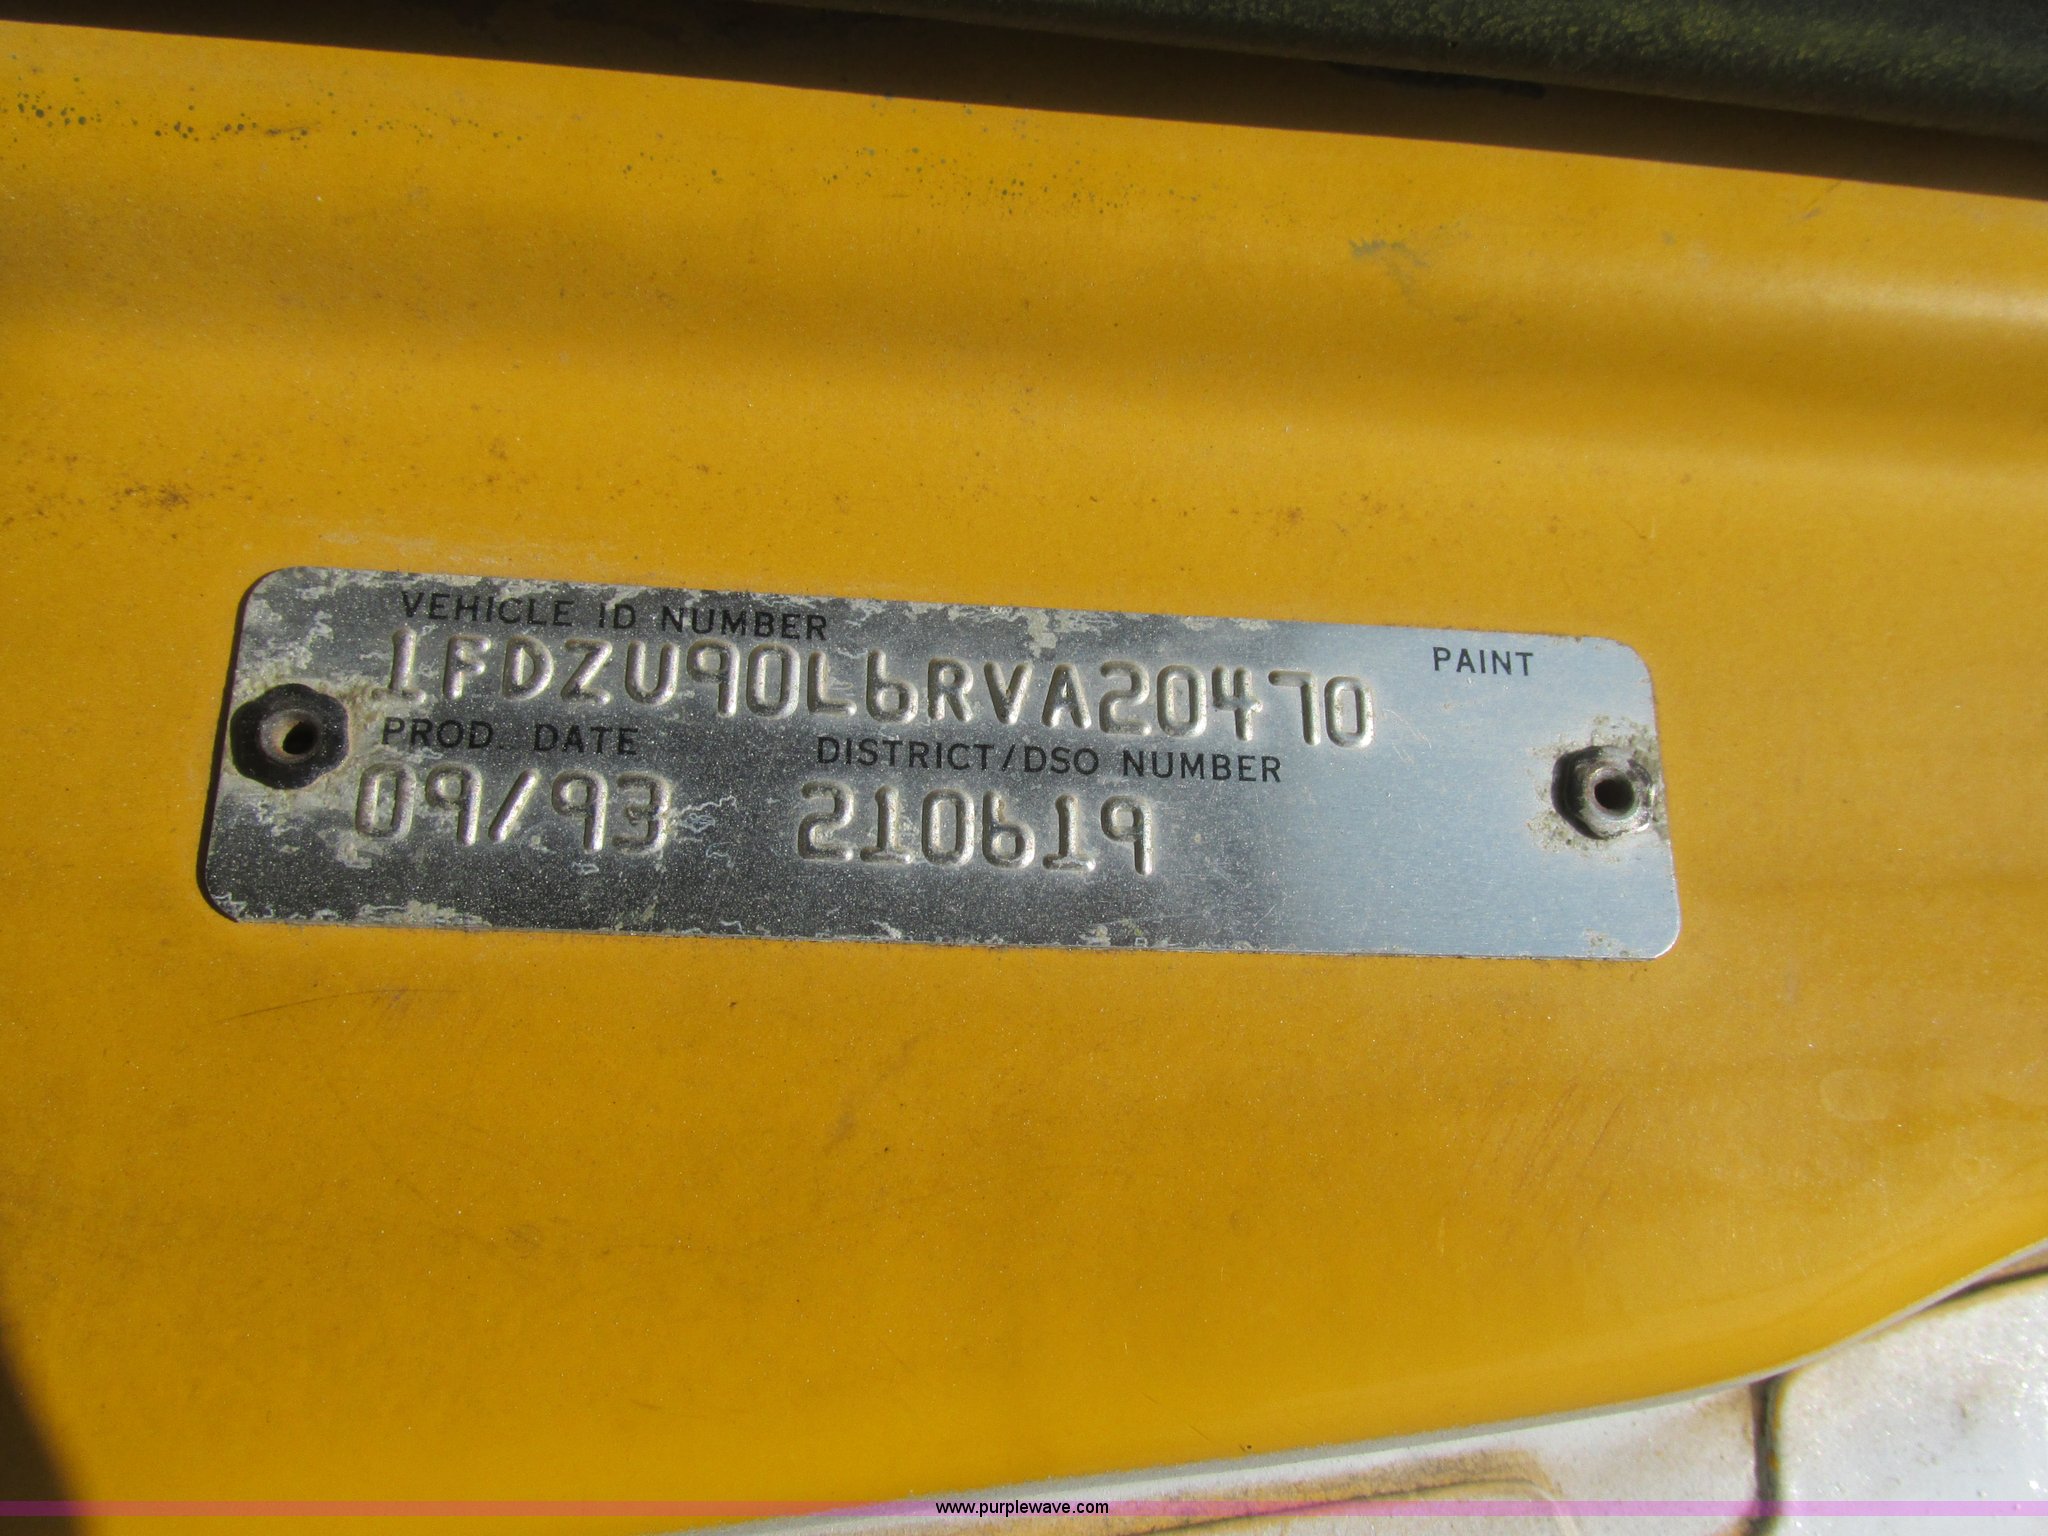 VEHICLE ID NUMBER
PAINT
1FDZU90L6RVA20470
PROD. DATE
DISTRICT/DSO NUMBER
09/93
210619
www.purplewave.com